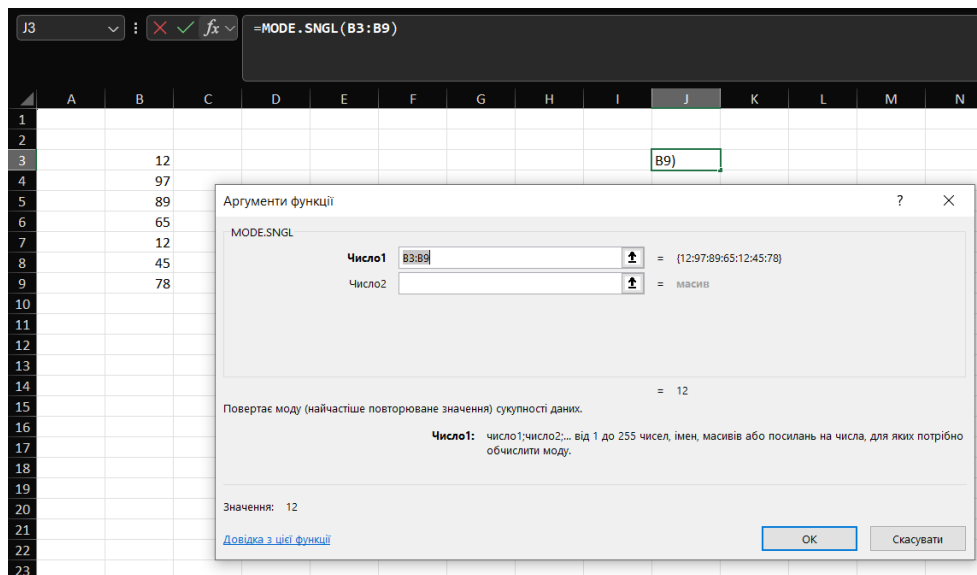 J3
fx
=MODE.SNGL(B3:B9)
A B C D E F G H I J K L M N
1
2
3 12 B9)
4 97
5 89
6 65
7 12
8 45
9 78
10
11
12
13
14
15
16
17
18
19
20
21
22
23
Аргументи функції ?
MODE.SNGL
Число1 B3:B9 = {12:97:89:65:12:45:78}
Число2 = масив
= 12
Повертає моду (найчастіше повторюване значення) сукупності даних.
Число1: число1;число2;... від 1 до 255 чисел, імен, масивів або посилань на числа, для яких потрібно
обчислити моду.
Значення: 12
Довідка з цієї функції
ОК Скасувати